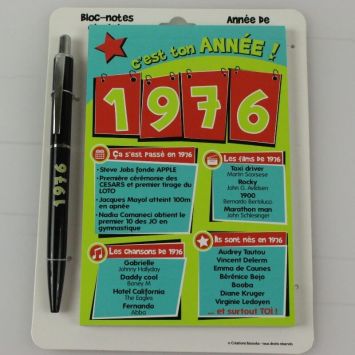 Bloc-notes
Année de
c'est ton ANNÉE !
1976
1976
Ça s'est passé en 1976
• Steve Jobs fonde APPLE
• Première cérémonie des
CESARS et premier tirage du
LOTO
• Jacques Mayol atteint 100m
en apnée
• Nadia Comaneci obtient le
premier 10 des JO en
gymnastique
Les films de 1976
Taxi driver
Martin Scorsese
Rocky
John G. Avildsen
1900
Bernardo Bertolucci
Marathon man
John Schlesinger
Les chansons de 1976
Gabrielle
Johnny Hallyday
Daddy cool
Boney M
Hotel California
The Eagles
Fernando
Abba
Ils sont nés en 1976
Audrey Tautou
Vincent Delerm
Emma de Caunes
Bérénice Bejo
Booba
Diane Kruger
Virginie Ledoyen
... et surtout TOI !